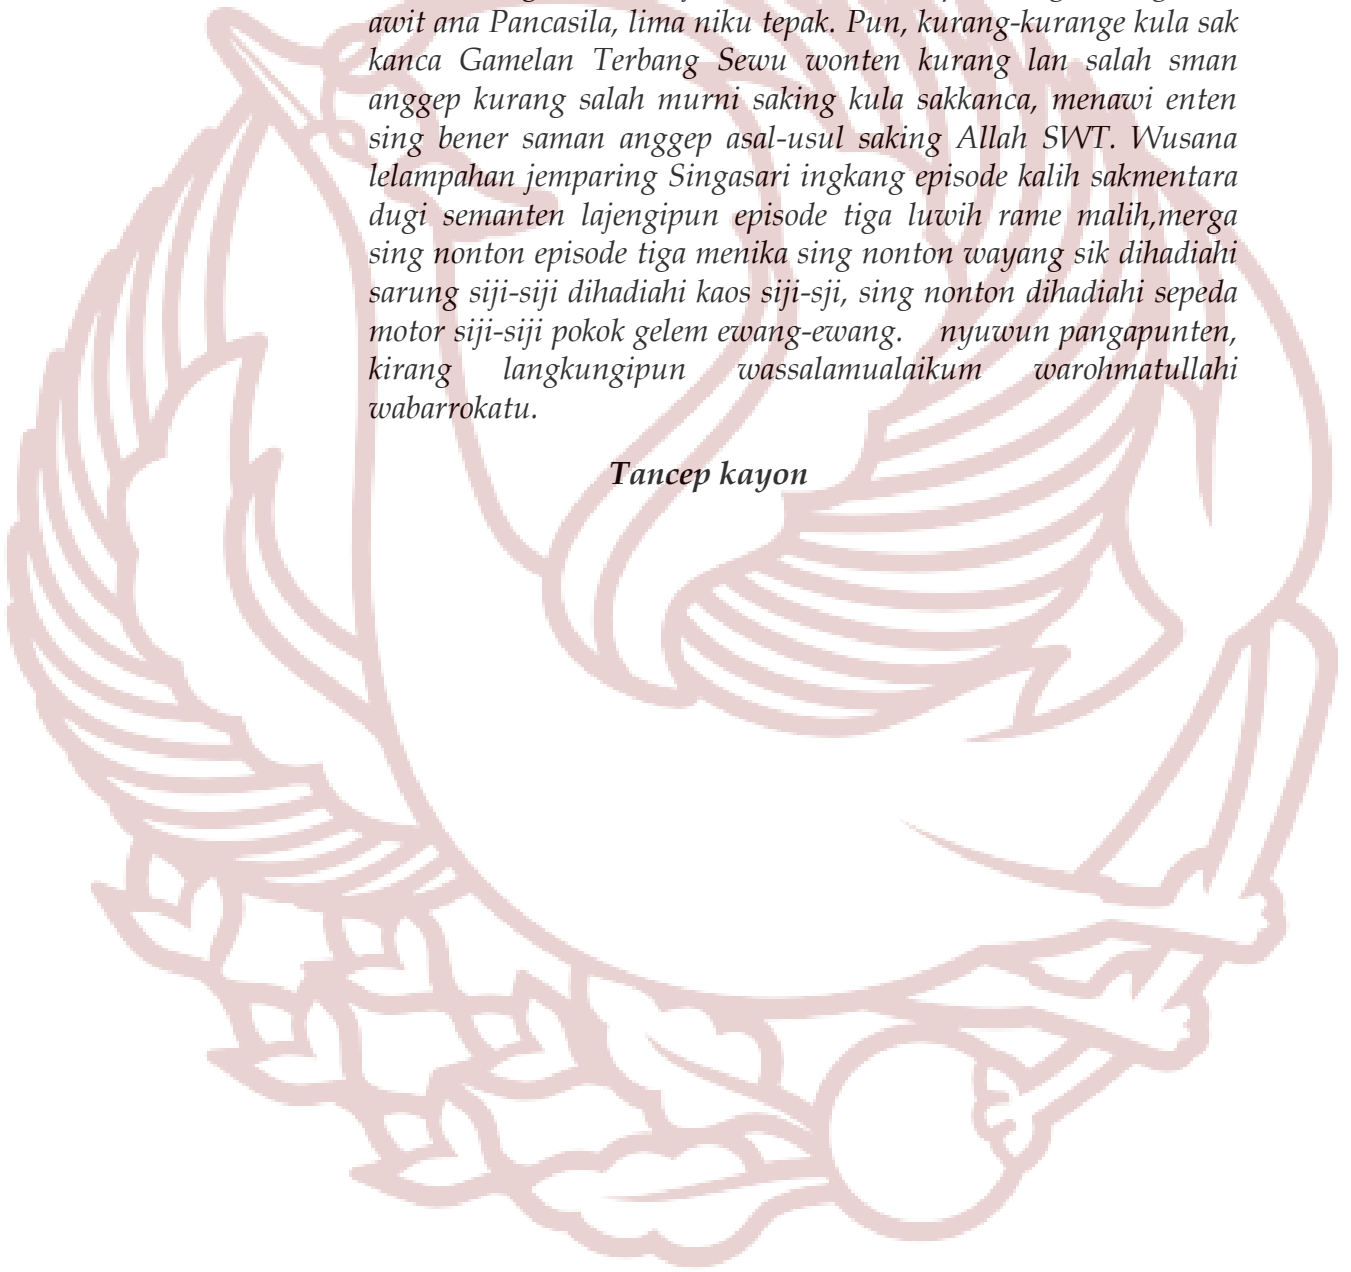 awit ana Pancasila, lima niku tepak. Pun, kurang-kurange kula sak
kanca Gamelan Terbang Sewu wonten kurang lan salah sman
anggep kurang salah murni saking kula sakkanca, menawi enten
sing bener saman anggep asal-usul saking Allah SWT. Wusana
lelampahan jemparing Singasari ingkang episode kalih sakmentara
dugi semanten lajengipun episode tiga luwih rame malih,merga
sing nonton episode tiga menika sing nonton wayang sik dihadiahi
sarung siji-siji dihadiahi kaos siji-sji, sing nonton dihadiahi sepeda
motor siji-siji pokok gelem ewang-ewang. nyuwun pangapunten,
kirang langkungipun wassalamualaikum warohmatullahi
wabarrokatu.
Tancep kayon